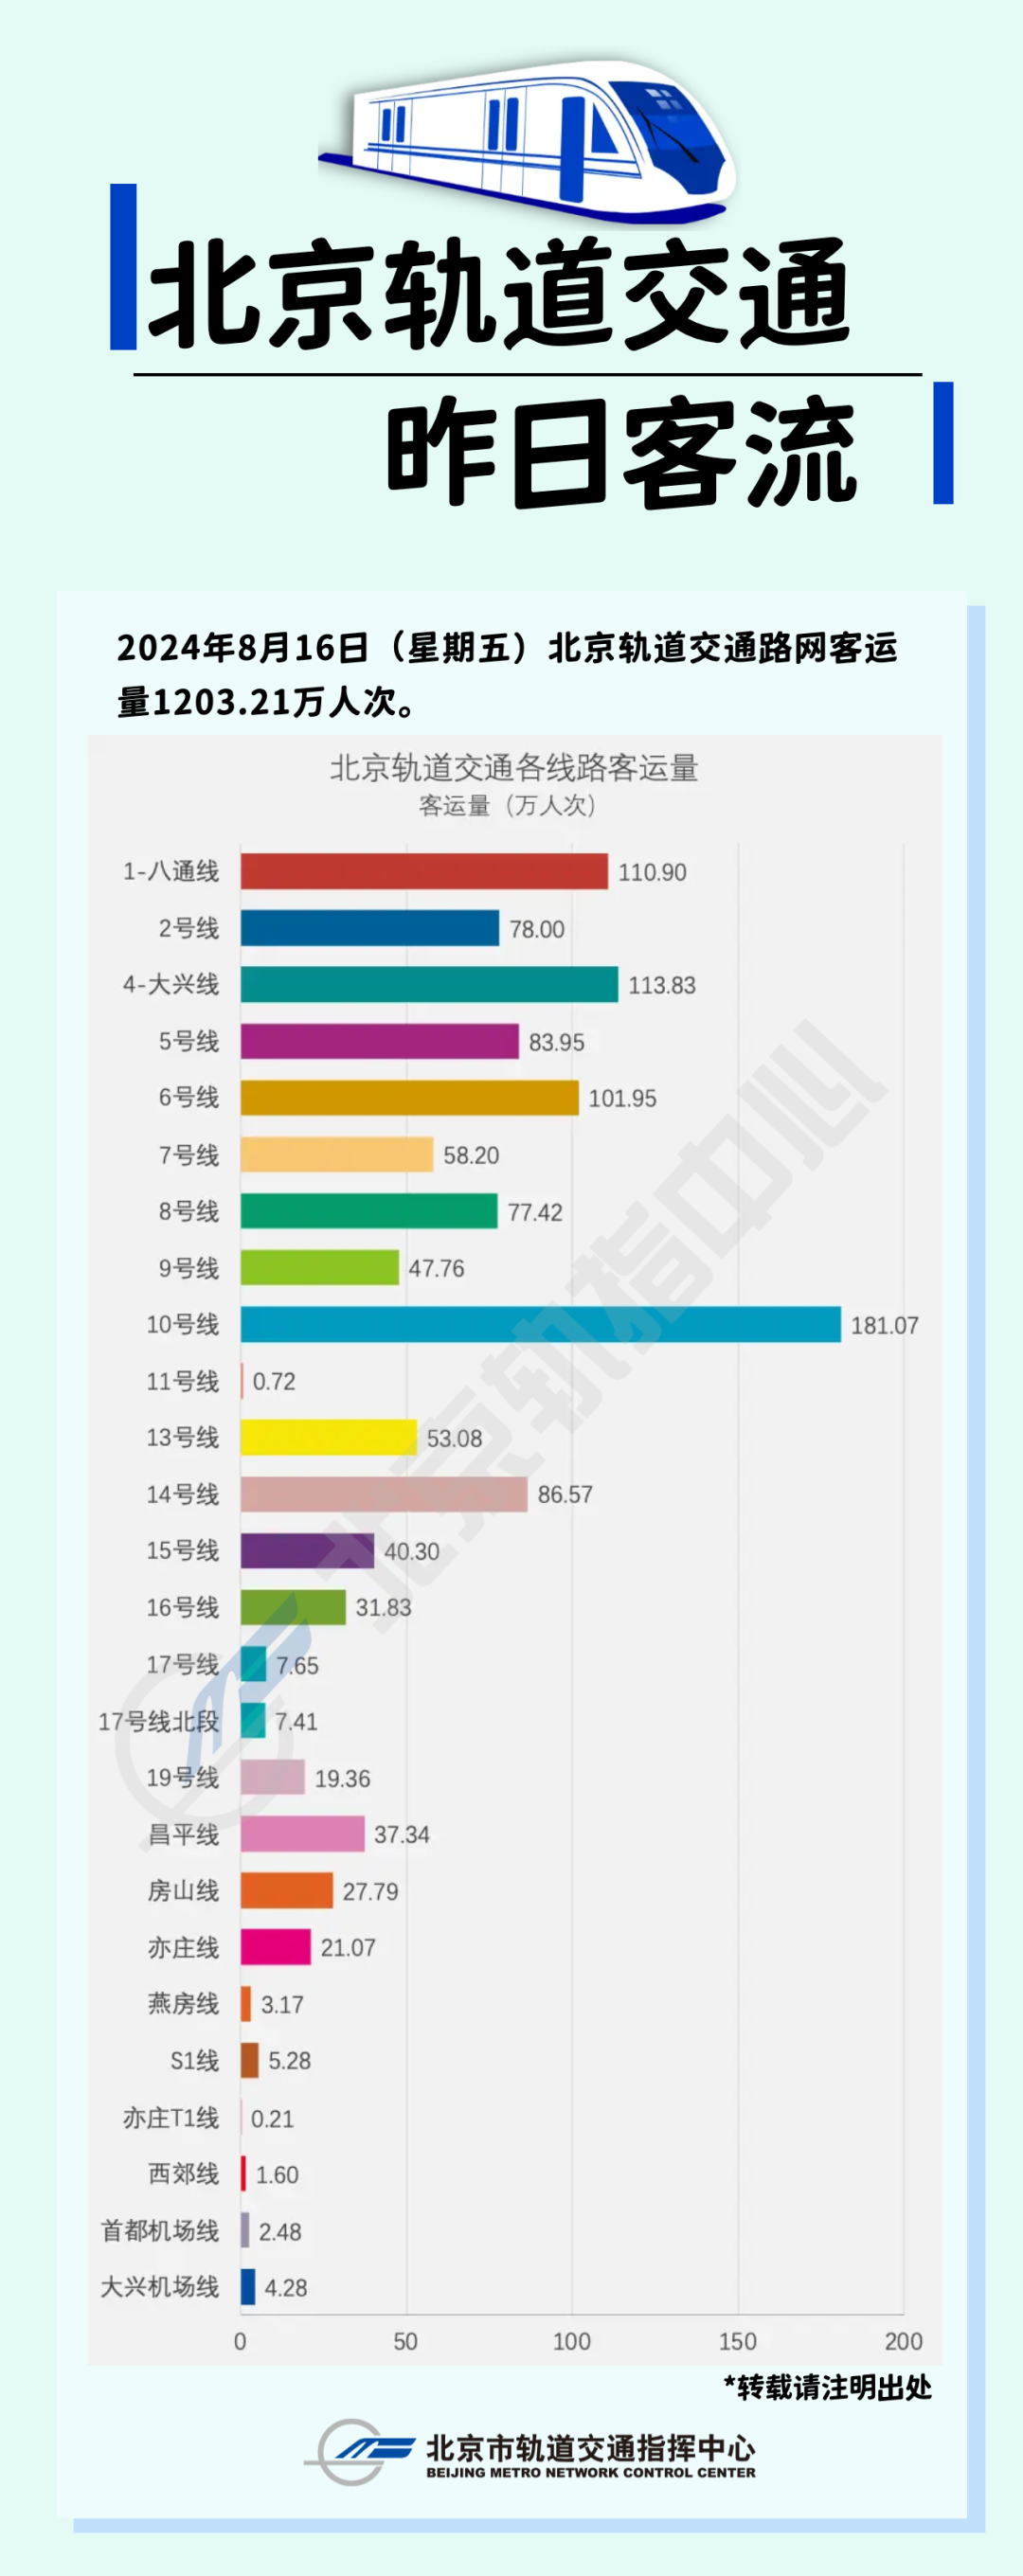 北京轨道交通
昨日客流
2024年8月16日（星期五）北京轨道交通路网客运
量1203.21万人次。
北京轨道交通各线路客运量
客运量（万人次）
1-八通线 110.90
2号线 78.00
4-大兴线 113.83
5号线 83.95
6号线 101.95
7号线 58.20
8号线 77.42
9号线 47.76
10号线 181.07
11号线 0.72
13号线 53.08
14号线 86.57
15号线 40.30
16号线 31.83
17号线 7.65
17号线北段 7.41
19号线 19.36
昌平线 37.34
房山线 27.79
亦庄线 21.07
燕房线 3.17
S1线 5.28
亦庄T1线 0.21
西郊线 1.60
首都机场线 2.48
大兴机场线 4.28
0 50 100 150 200
北京轨指中心
*转载请注明出处
北京市轨道交通指挥中心
BEIJING METRO NETWORK CONTROL CENTER